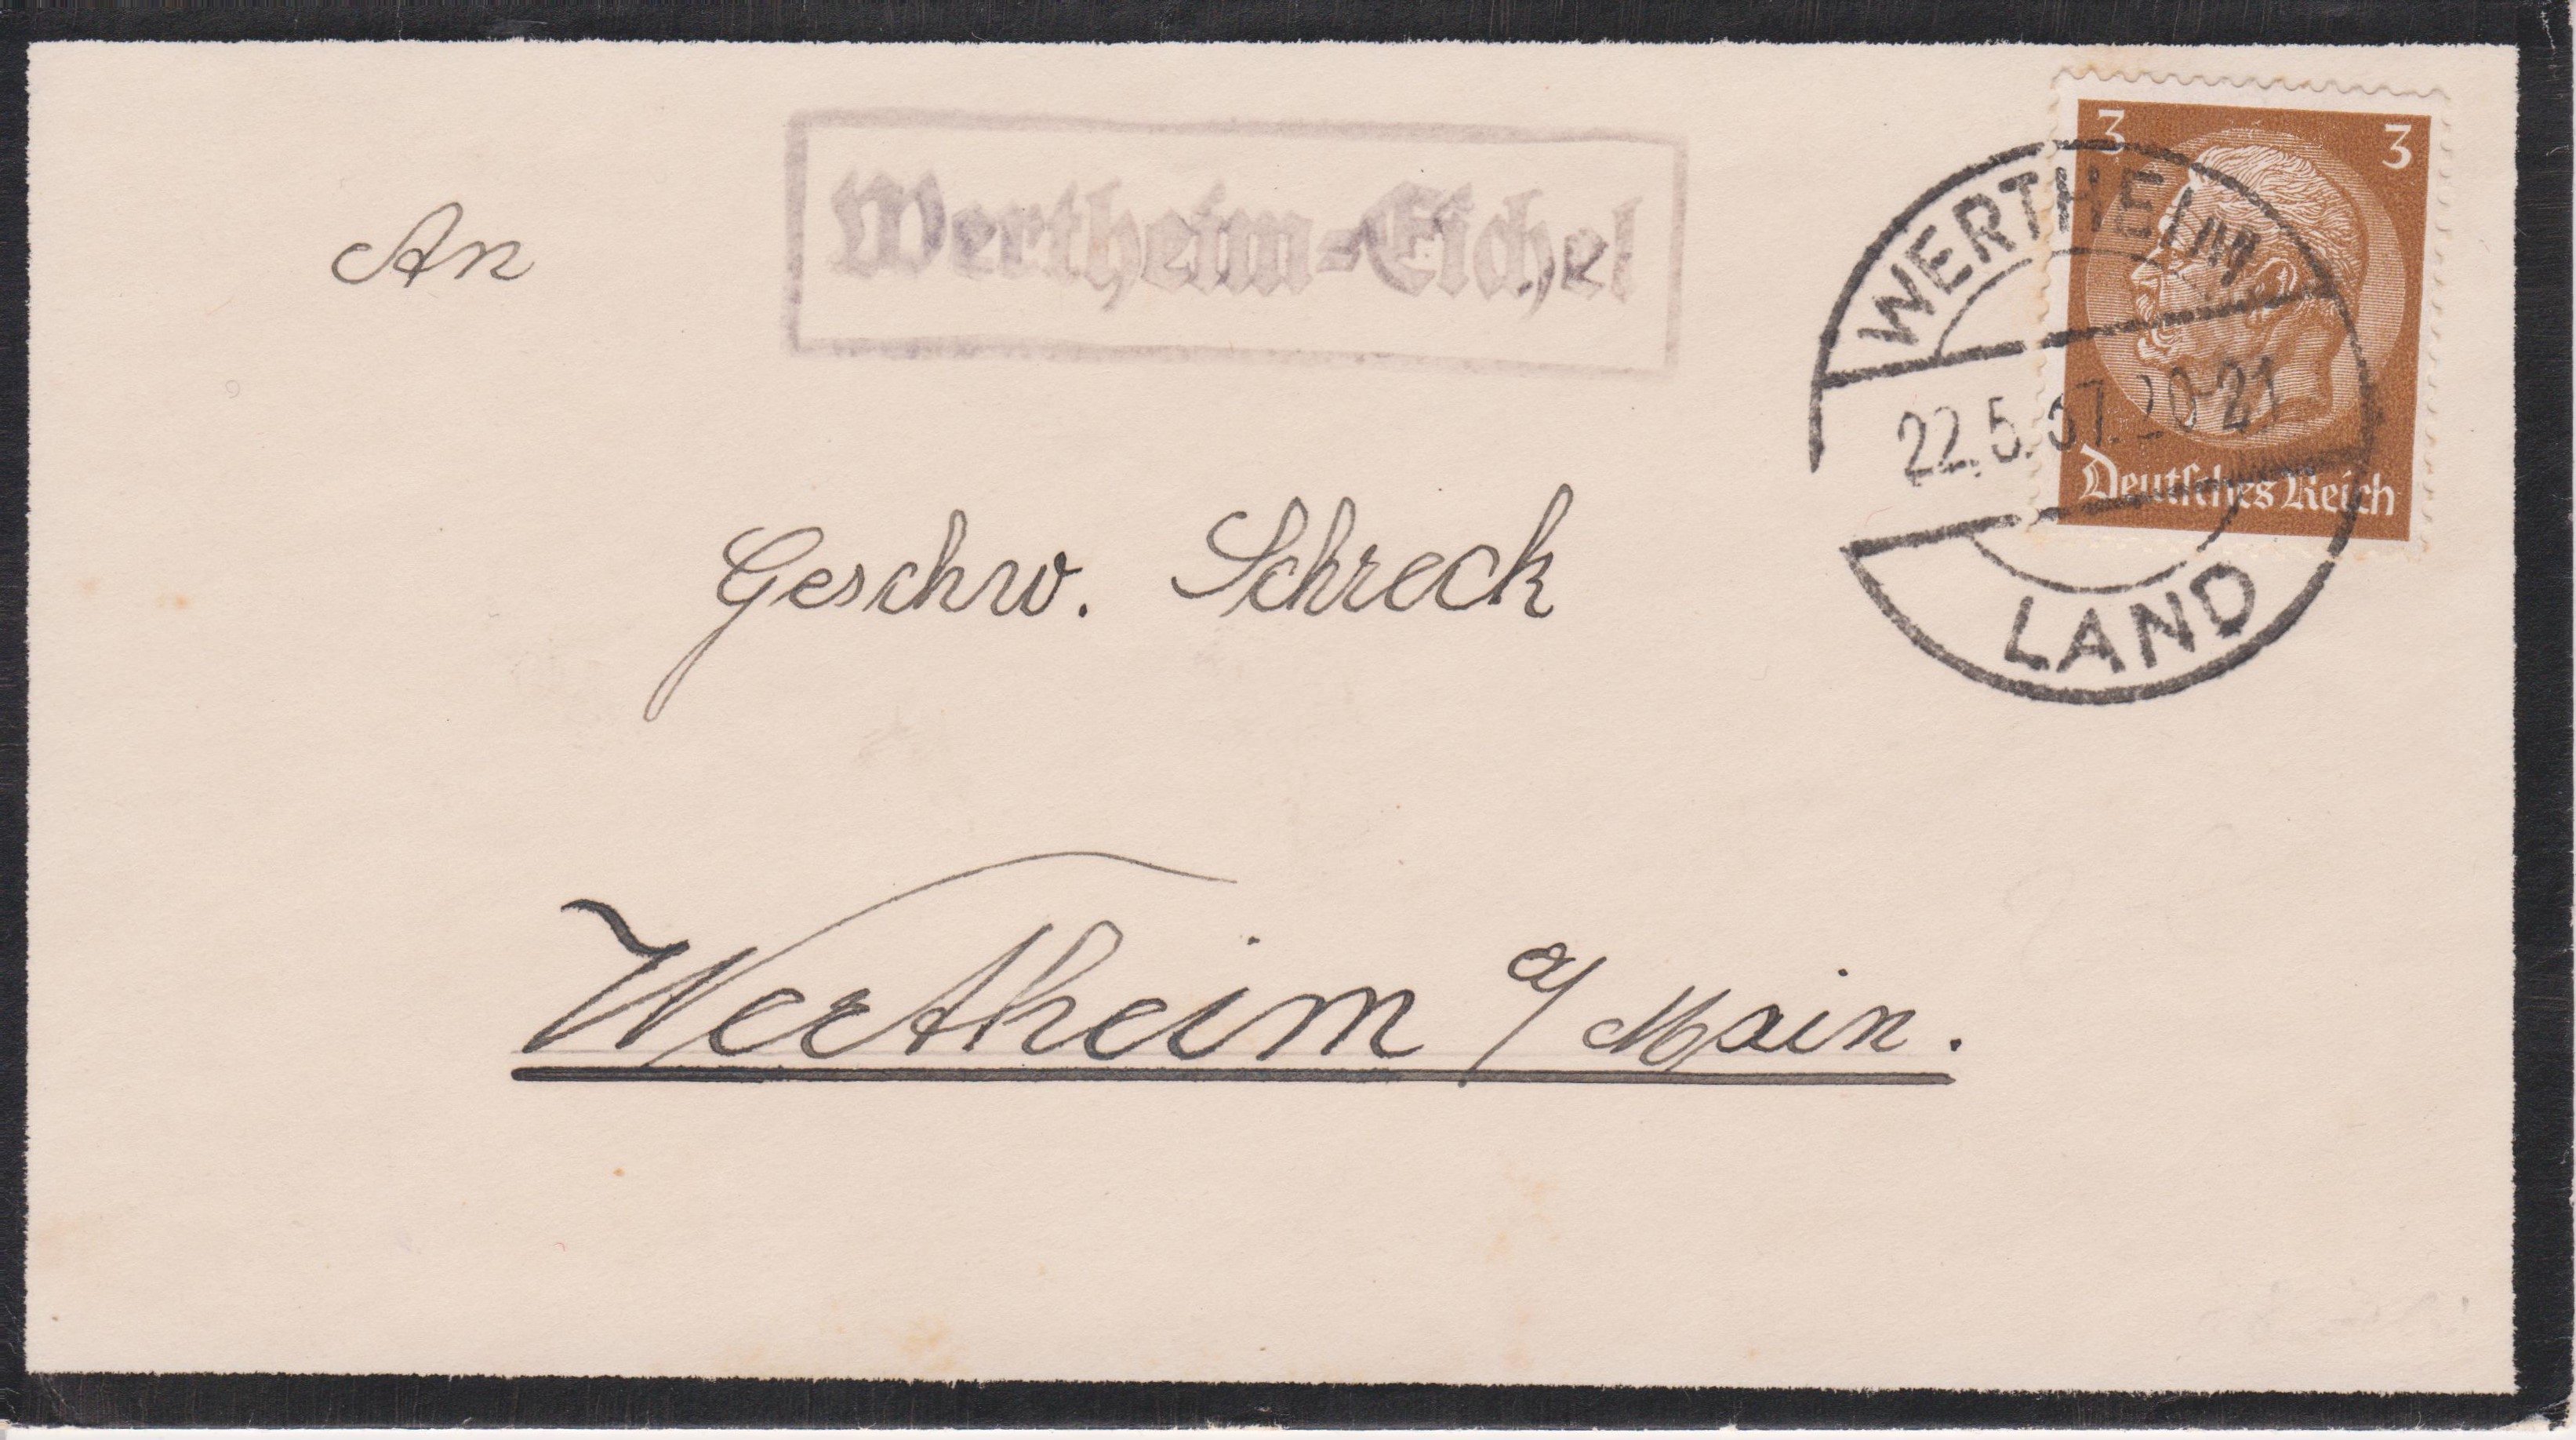 An
Wertheim=Eichel
3 3
WERTHEIM
22.5.37.20-21
Deutsches Reich
LAND
Geschw. Schreck
Wertheim a/Main.